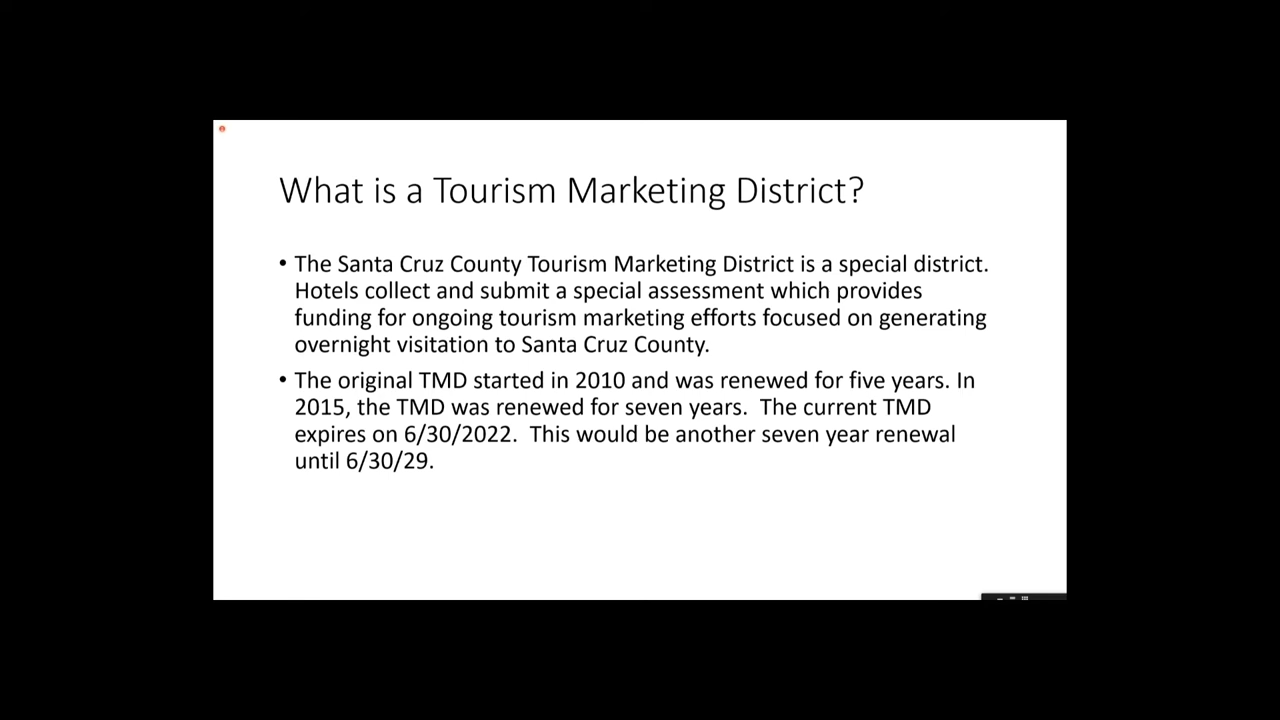 What is a Tourism Marketing District?
• The Santa Cruz County Tourism Marketing District is a special district.
Hotels collect and submit a special assessment which provides
funding for ongoing tourism marketing efforts focused on generating
overnight visitation to Santa Cruz County.
• The original TMD started in 2010 and was renewed for five years. In
2015, the TMD was renewed for seven years.  The current TMD
expires on 6/30/2022.  This would be another seven year renewal
until 6/30/29.